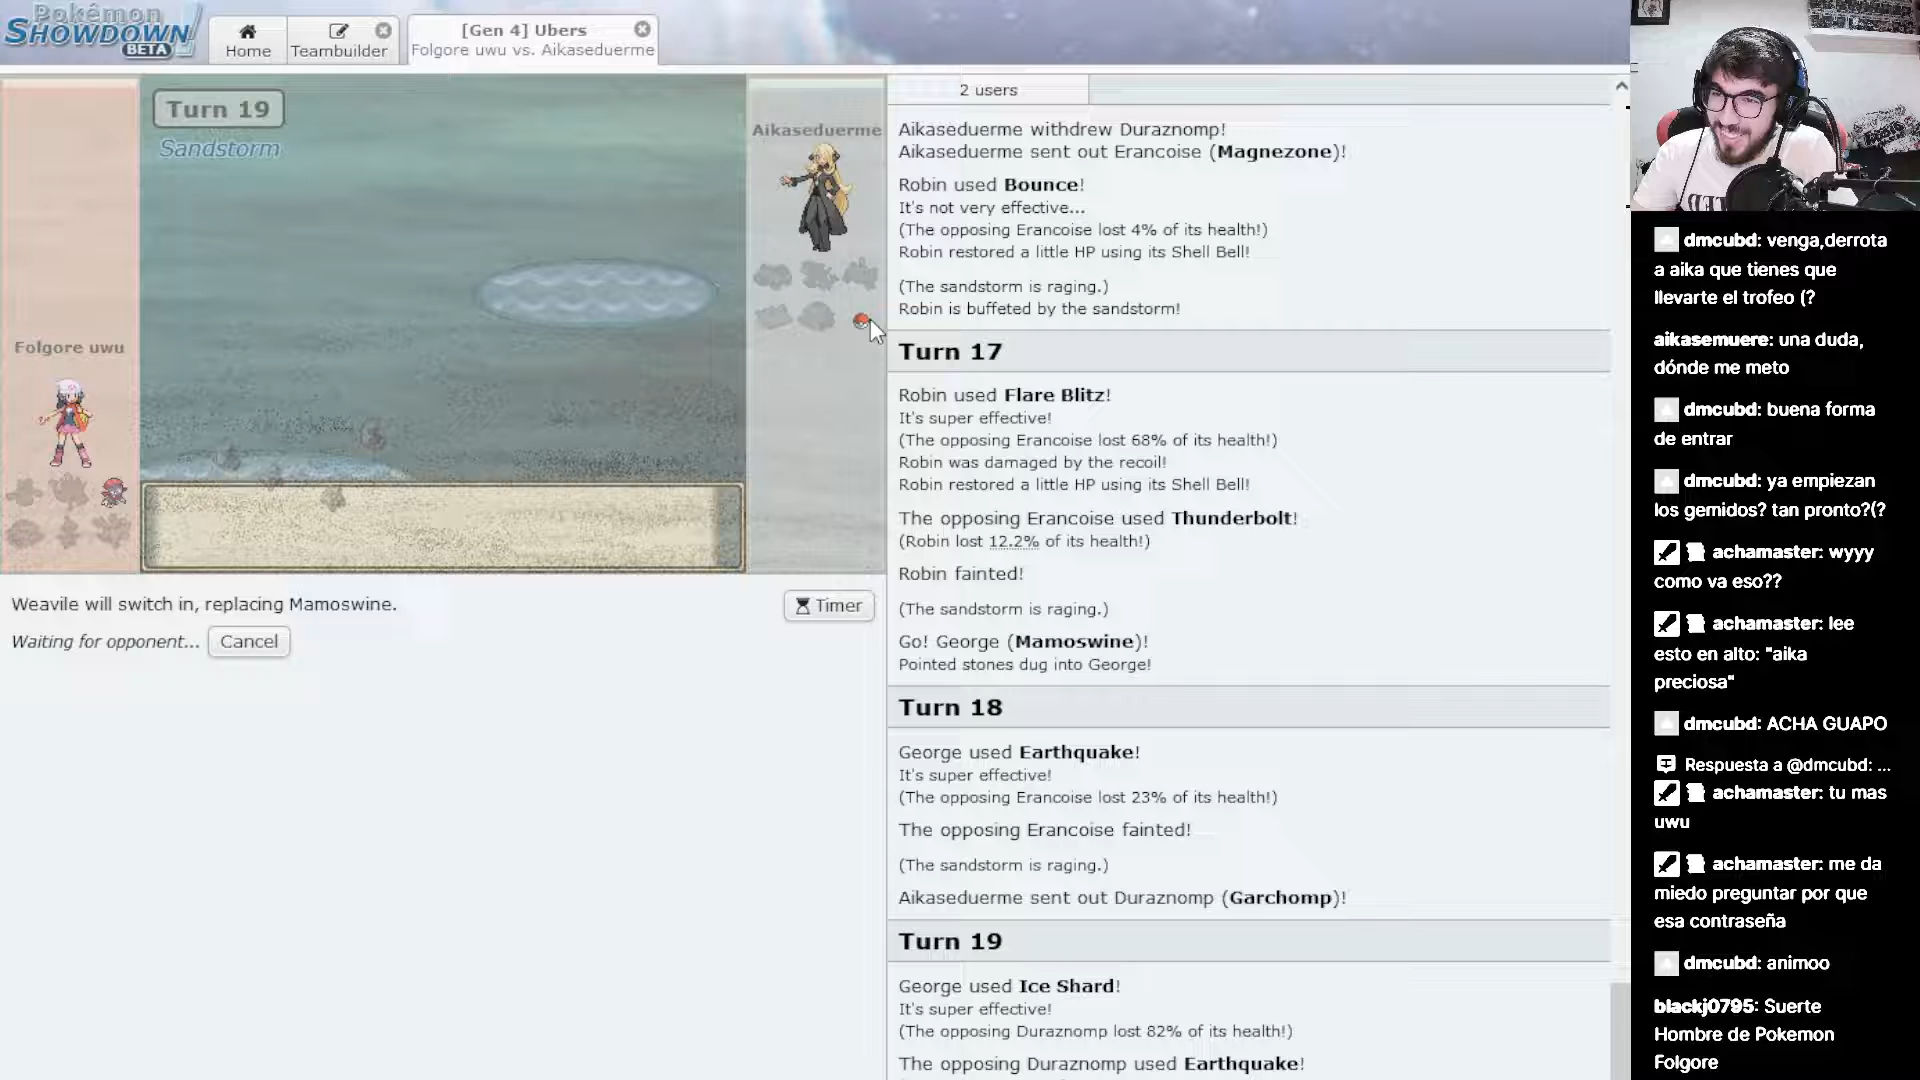 Pokémon
SHOWDOWN
BETA
Home
Teambuilder
[Gen 4] Ubers
Folgore uwu vs. Aikaseduerme
Turn 19
Sandstorm
Aikaseduerme
Folgore uwu
Weavile will switch in, replacing Mamoswine.
Timer
Waiting for opponent...
Cancel
2 users
Aikaseduerme withdrew Duraznomp!
Aikaseduerme sent out Erancoise (Magnezone)!
Robin used Bounce!
It's not very effective...
(The opposing Erancoise lost 4% of its health!)
Robin restored a little HP using its Shell Bell!
(The sandstorm is raging.)
Robin is buffeted by the sandstorm!
Turn 17
Robin used Flare Blitz!
It's super effective!
(The opposing Erancoise lost 68% of its health!)
Robin was damaged by the recoil!
Robin restored a little HP using its Shell Bell!
The opposing Erancoise used Thunderbolt!
(Robin lost 12.2% of its health!)
Robin fainted!
(The sandstorm is raging.)
Go! George (Mamoswine)!
Pointed stones dug into George!
Turn 18
George used Earthquake!
It's super effective!
(The opposing Erancoise lost 23% of its health!)
The opposing Erancoise fainted!
(The sandstorm is raging.)
Aikaseduerme sent out Duraznomp (Garchomp)!
Turn 19
George used Ice Shard!
It's super effective!
(The opposing Duraznomp lost 82% of its health!)
The opposing Duraznomp used Earthquake!
dmcubd: venga,derrota
a aika que tienes que
llevarte el trofeo (?
aikasemuere: una duda,
dónde me meto
dmcubd: buena forma
de entrar
dmcubd: ya empiezan
los gemidos? tan pronto?(?
achamaster: wyyy
como va eso??
achamaster: lee
esto en alto: "aika
preciosa"
dmcubd: ACHA GUAPO
Respuesta a @dmcubd: ...
achamaster: tu mas
uwu
achamaster: me da
miedo preguntar por que
esa contraseña
dmcubd: animoo
blackj0795: Suerte
Hombre de Pokemon
Folgore